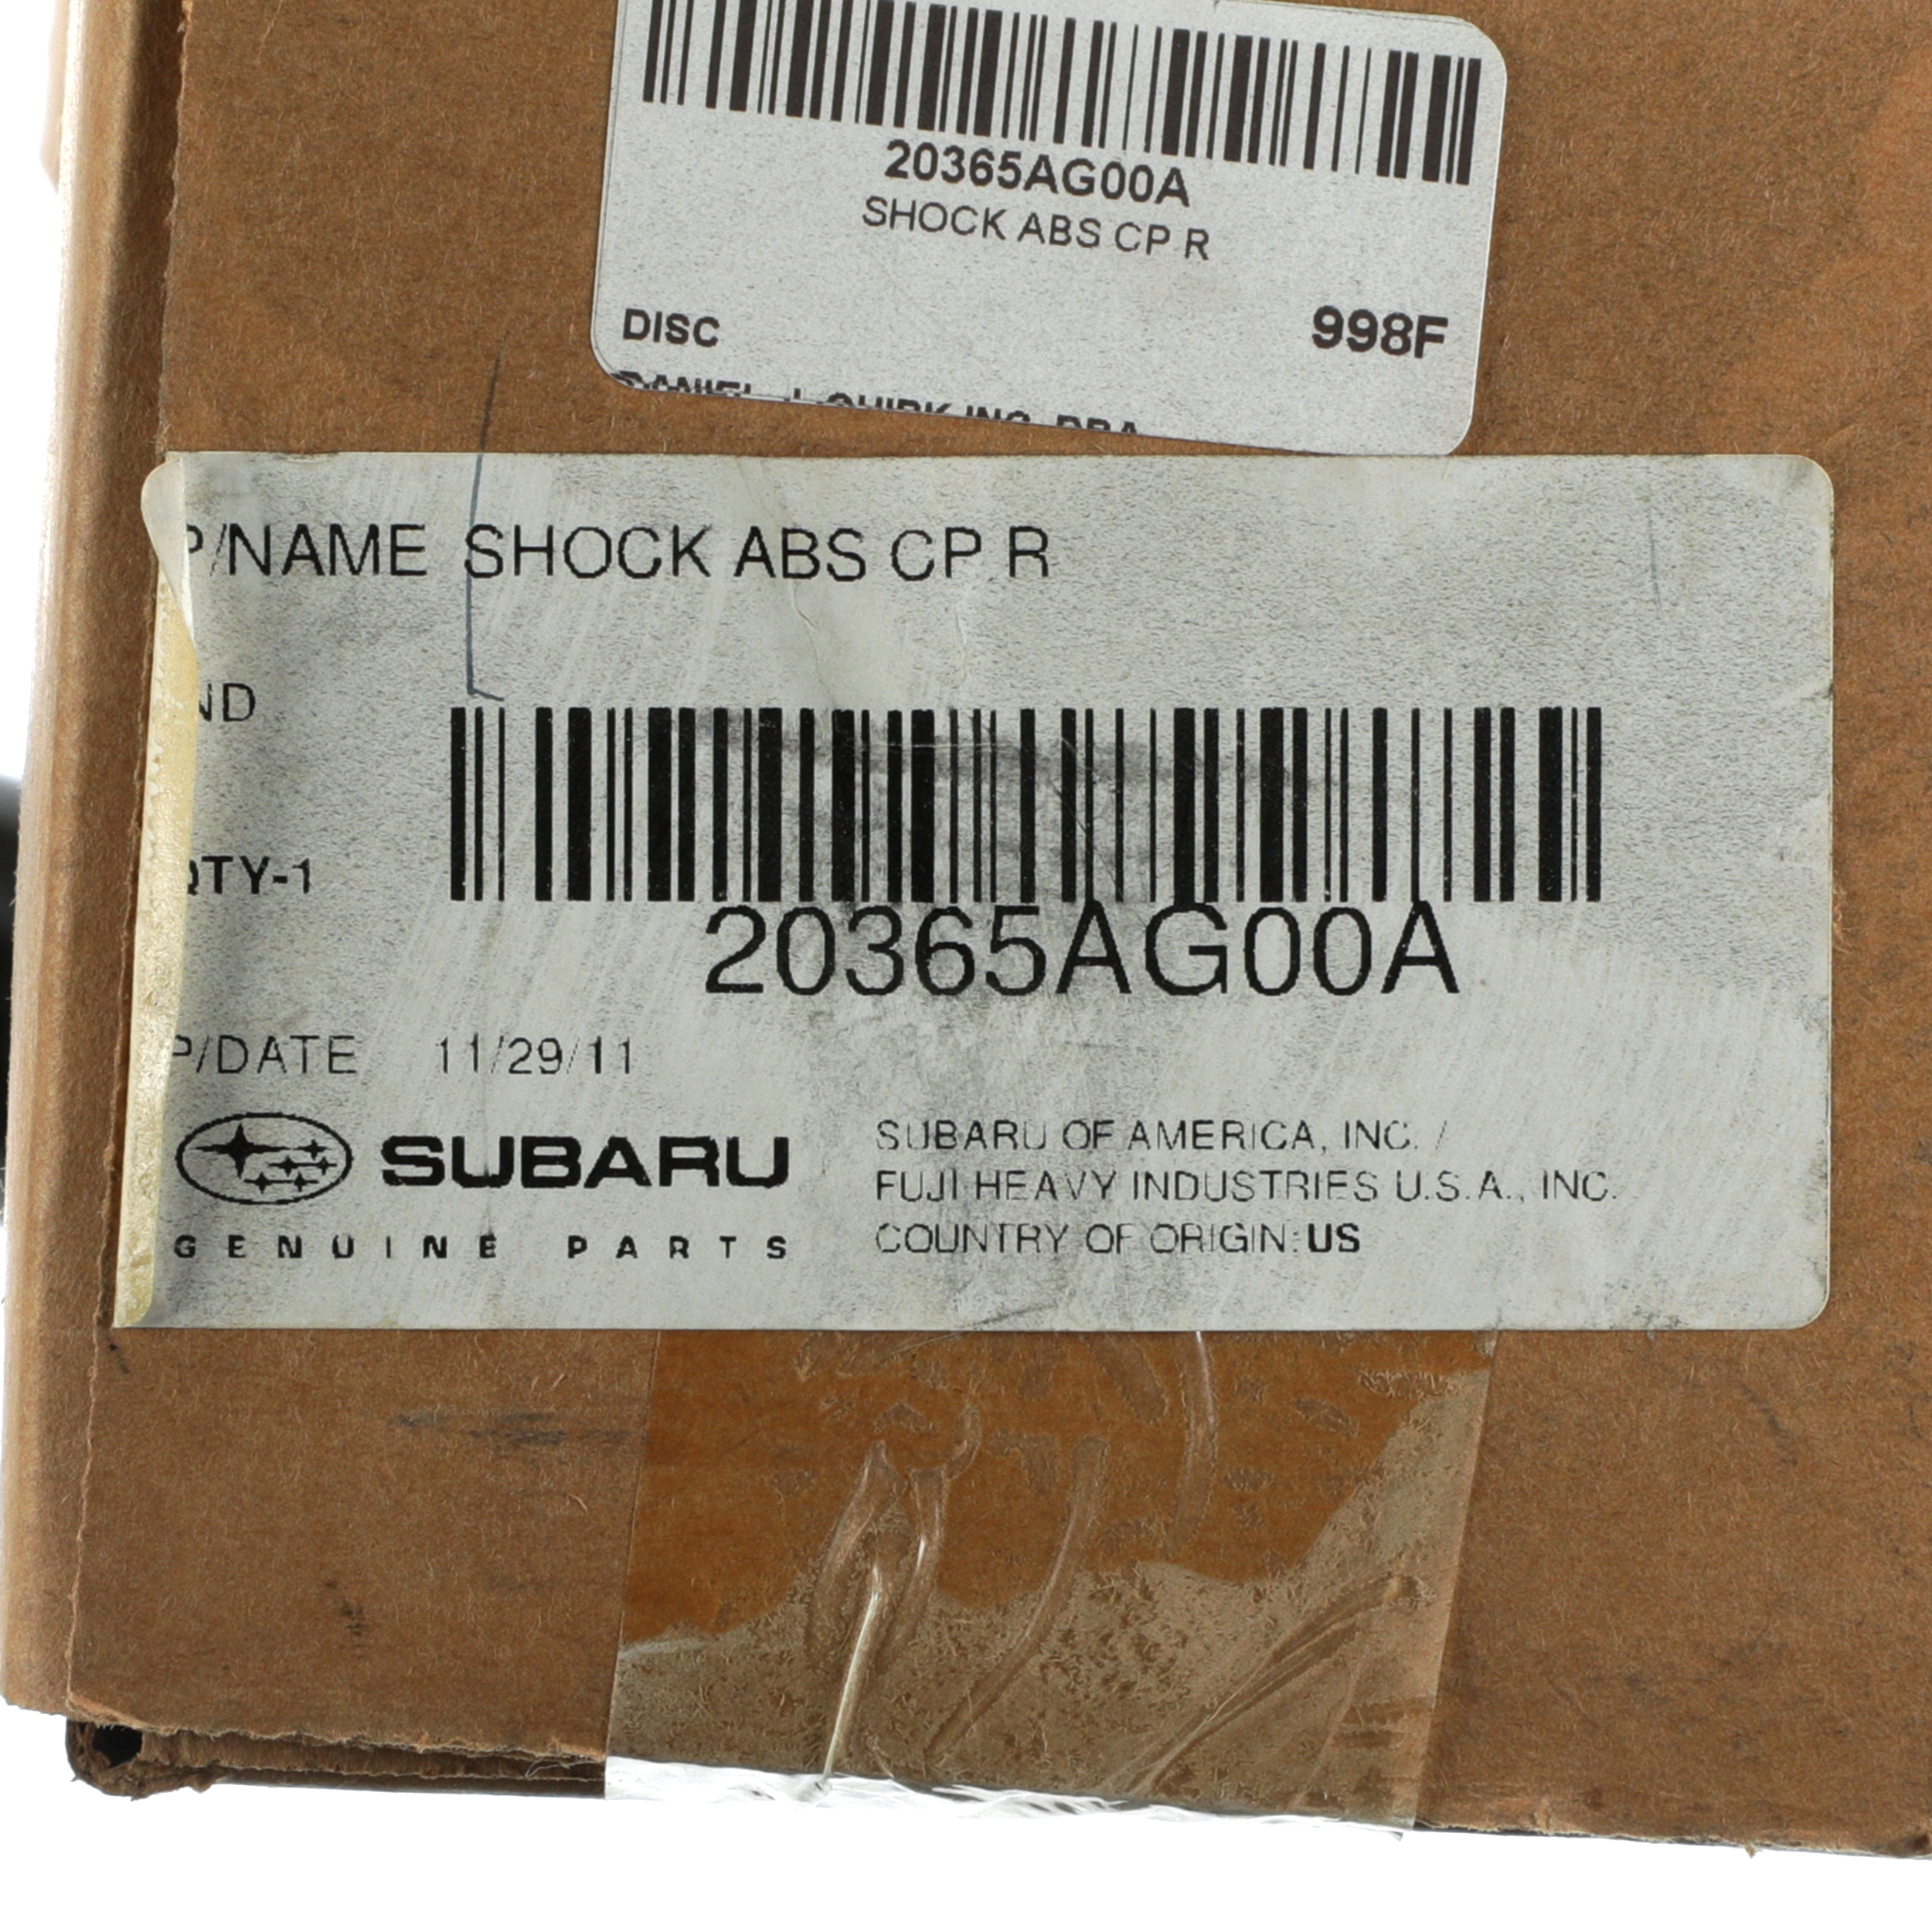 20365AG00A
SHOCK ABS CP R
DISC 998F
P/NAME SHOCK ABS CP R
ND
QTY-1
20365AG00A
P/DATE 11/29/11
SUBARU
GENUINE PARTS
SUBARU OF AMERICA, INC. /
FUJI HEAVY INDUSTRIES U.S.A., INC.
COUNTRY OF ORIGIN:US